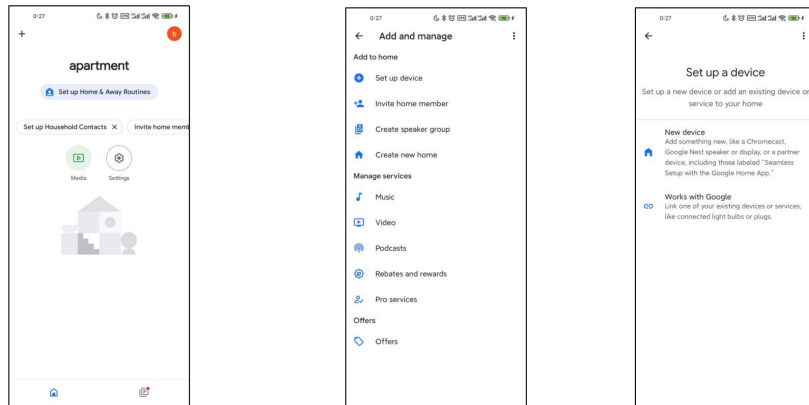 0:27
+
b
apartment
Set up Home & Away Routines
Set up Household Contacts X
Invite home memb
Media
Settings
0:27
Add and manage
Add to home
Set up device
Invite home member
Create speaker group
Create new home
Manage services
Music
Video
Podcasts
Rebates and rewards
Pro services
Offers
Offers
0:27
Set up a device
Set up a new device or add an existing device or
service to your home
New device
Add something new, like a Chromecast,
Google Nest speaker or display, or a partner
device, including those labeled "Seamless
Setup with the Google Home App."
Works with Google
Link one of your existing devices or services,
like connected light bulbs or plugs.